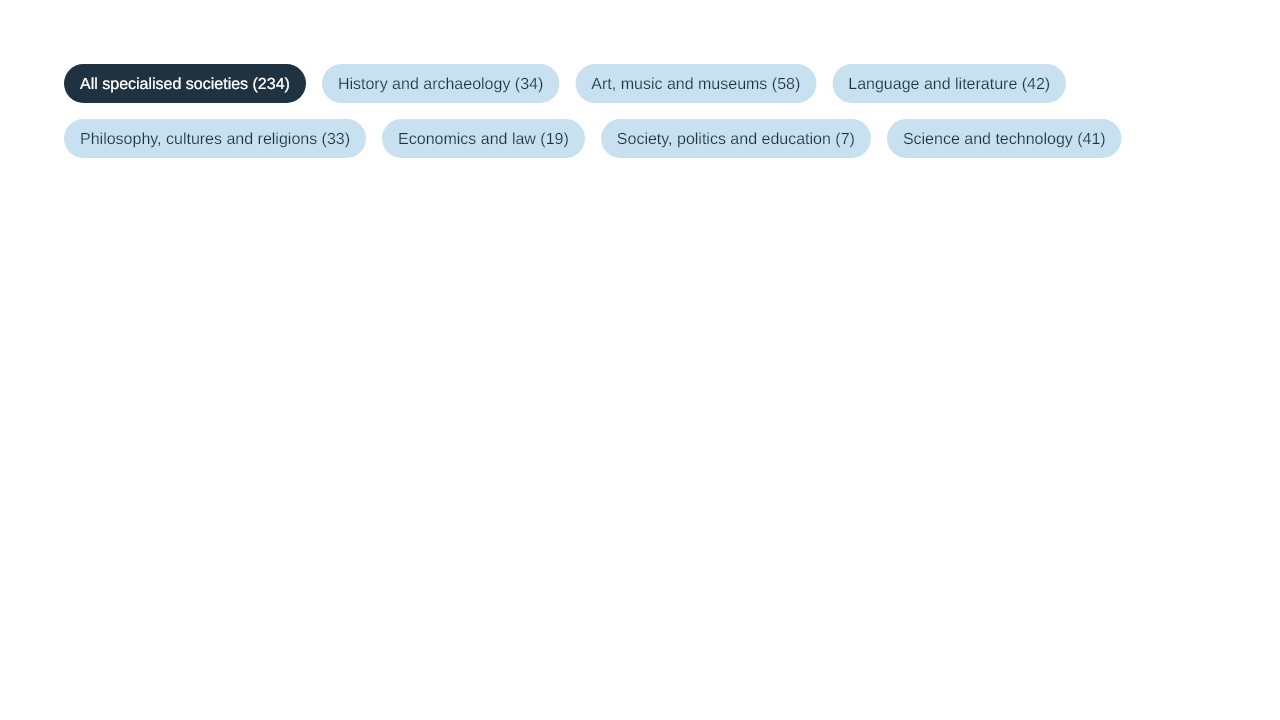 All specialised societies (234) History and archaeology (34) Art, music and museums (58) Language and literature (42)
Philosophy, cultures and religions (33) Economics and law (19) Society, politics and education (7) Science and technology (41)